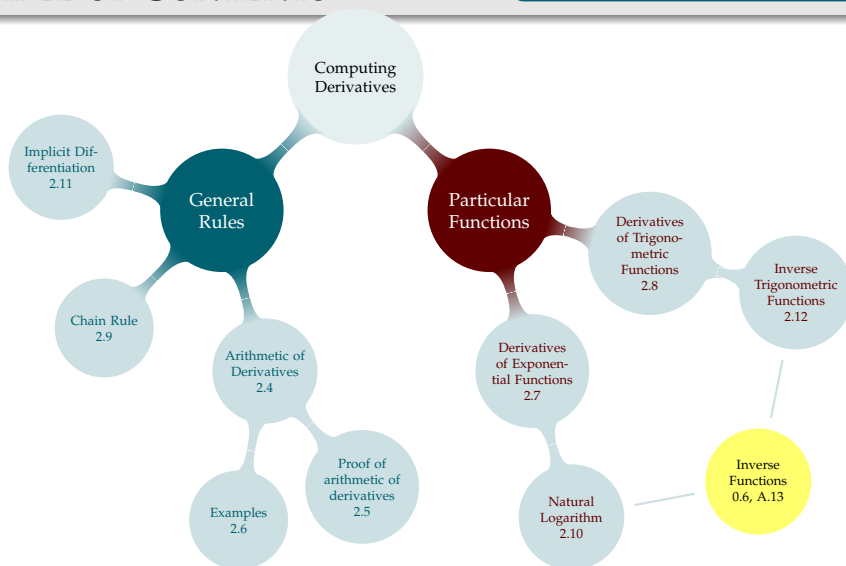 Computing
Derivatives
Implicit Dif-
ferentiation
2.11
General
Rules
Particular
Functions
Derivatives
of Trigono-
metric
Functions
2.8
Inverse
Trigonometric
Functions
2.12
Chain Rule
2.9
Arithmetic of
Derivatives
2.4
Derivatives
of Exponen-
tial Functions
2.7
Proof of
arithmetic of
derivatives
2.5
Examples
2.6
Natural
Logarithm
2.10
Inverse
Functions
0.6, A.13